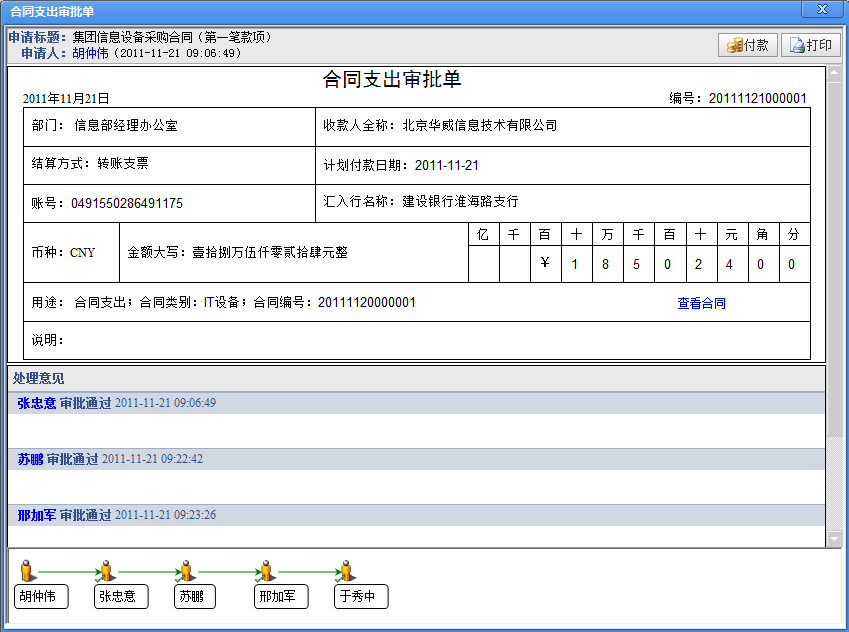 合同支出审批单
申请标题：集团信息设备采购合同（第一笔款项）
申请人：胡仲伟（2011-11-21 09:06:49）
付款 打印
合同支出审批单
2011年11月21日 编号：20111121000001
部门： 信息部经理办公室 收款人全称：北京华威信息技术有限公司
结算方式：转账支票 计划付款日期：2011-11-21
账号：0491550286491175 汇入行名称：建设银行淮海路支行
币种：CNY 金额大写：壹拾捌万伍仟零贰拾肆元整
亿 千 百 十 万 千 百 十 元 角 分
¥ 1 8 5 0 2 4 0 0
用途： 合同支出；合同类别：IT设备；合同编号：20111120000001 查看合同
说明：
处理意见
张忠意 审批通过 2011-11-21 09:06:49
苏鹏 审批通过 2011-11-21 09:22:42
邢加军 审批通过 2011-11-21 09:23:26
胡仲伟 张忠意 苏鹏 邢加军 于秀中